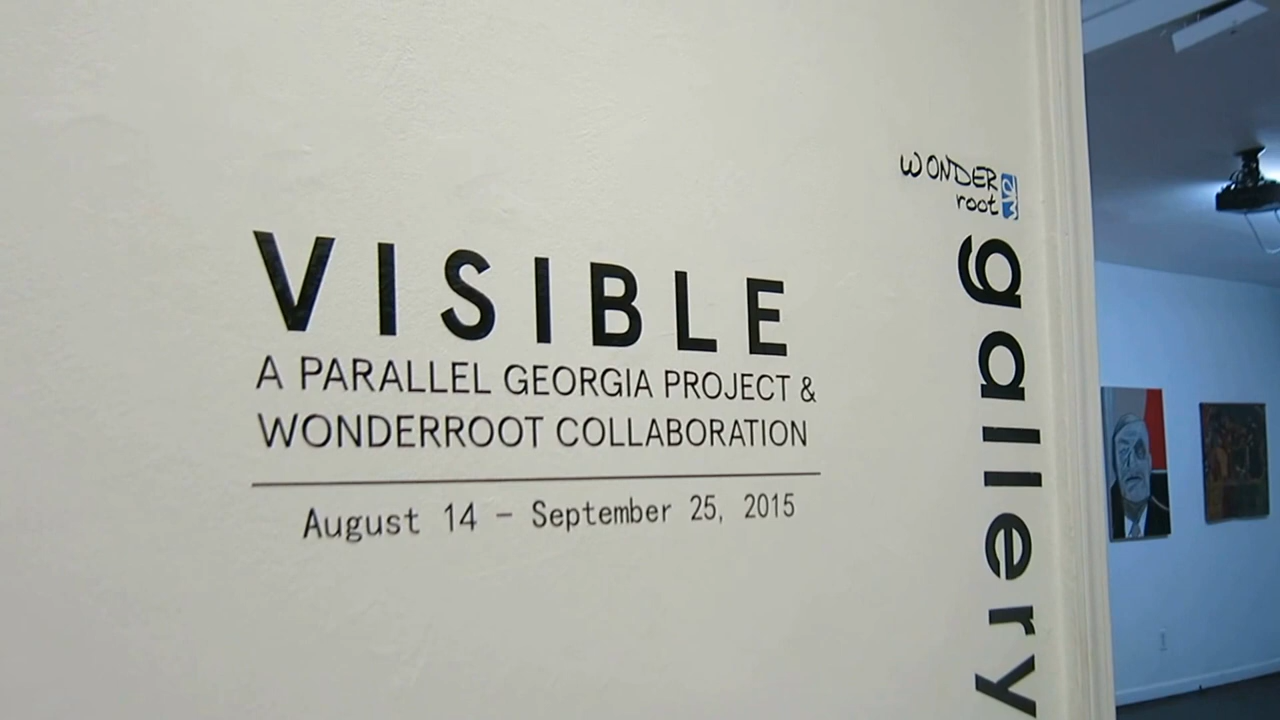 VISIBLE
A PARALLEL GEORGIA PROJECT &
WONDERROOT COLLABORATION
August 14 - September 25, 2015
WONDER
root
gallery